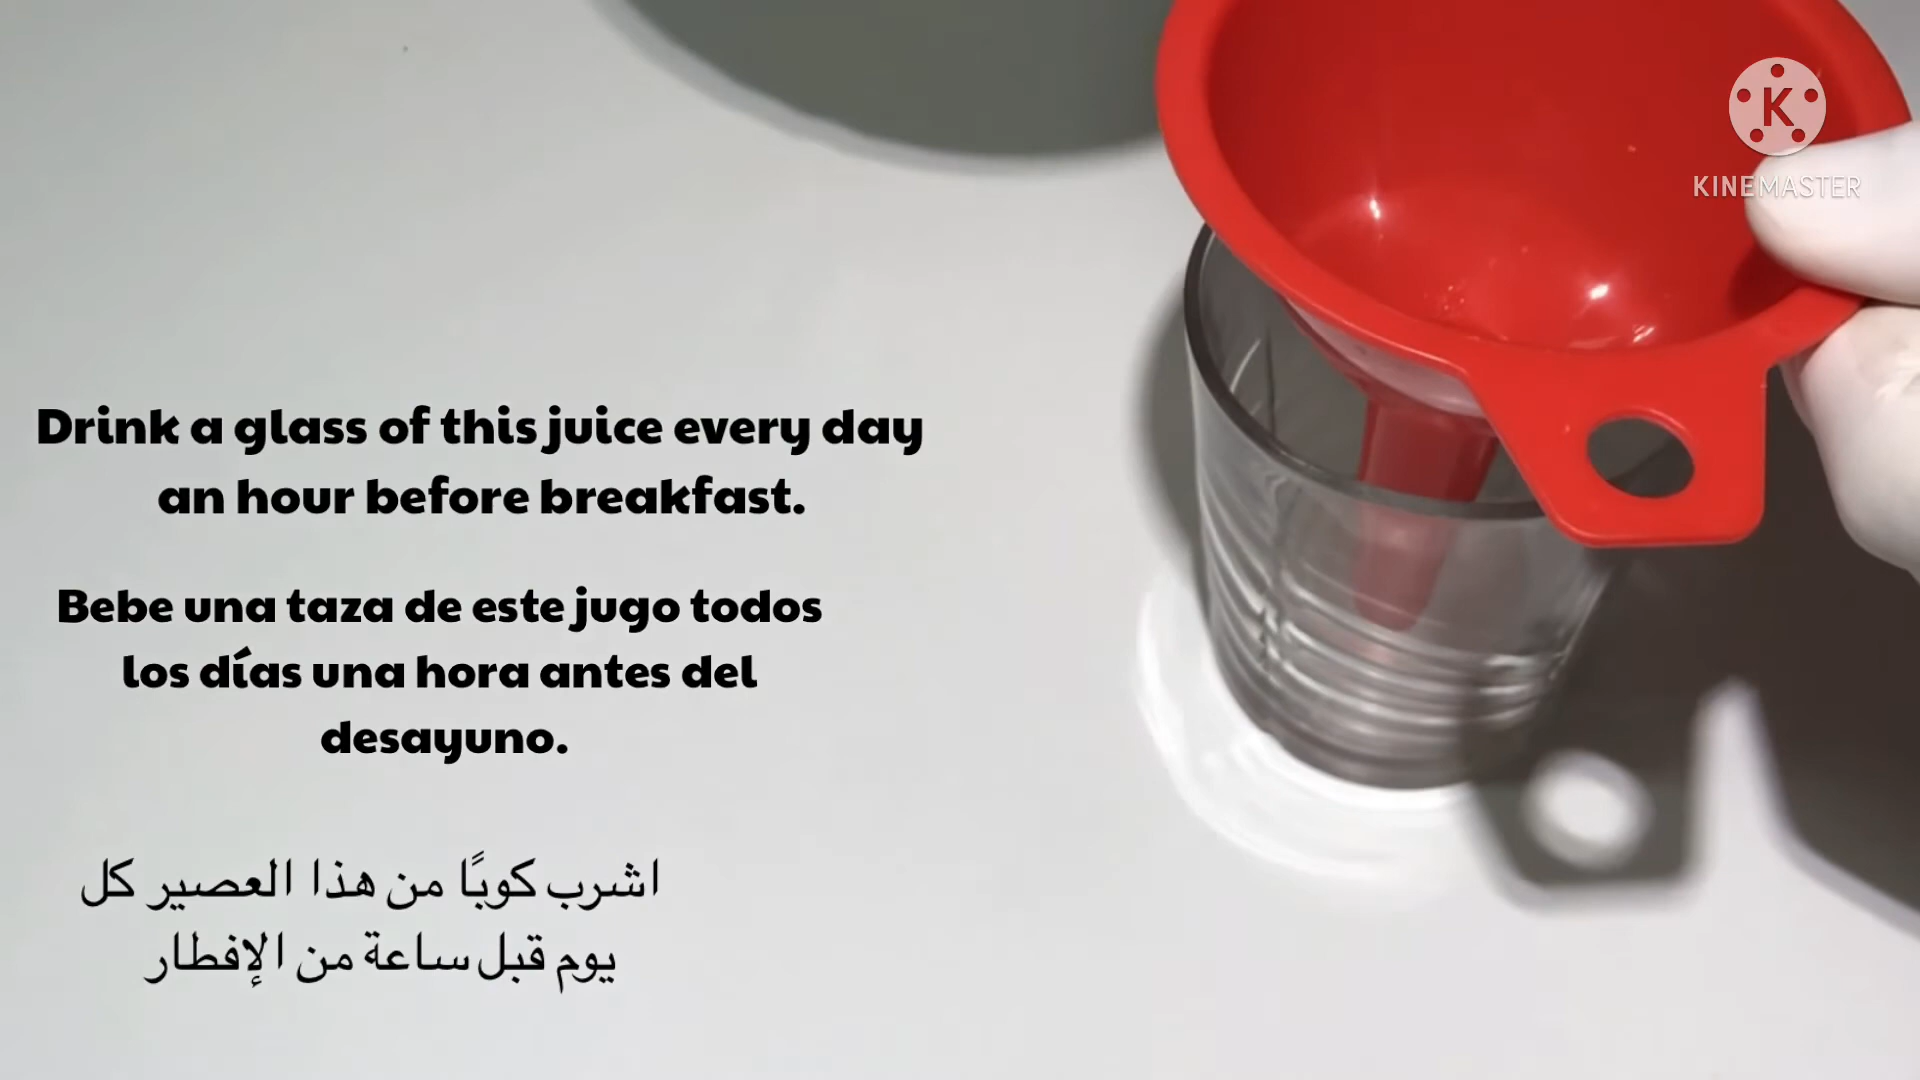 K
KINEMASTER
Drink a glass of this juice every day
an hour before breakfast.
Bebe una taza de este jugo todos
los días una hora antes del
desayuno.
اشرب كوبًا من هذا العصير كل
يوم قبل ساعة من الإفطار